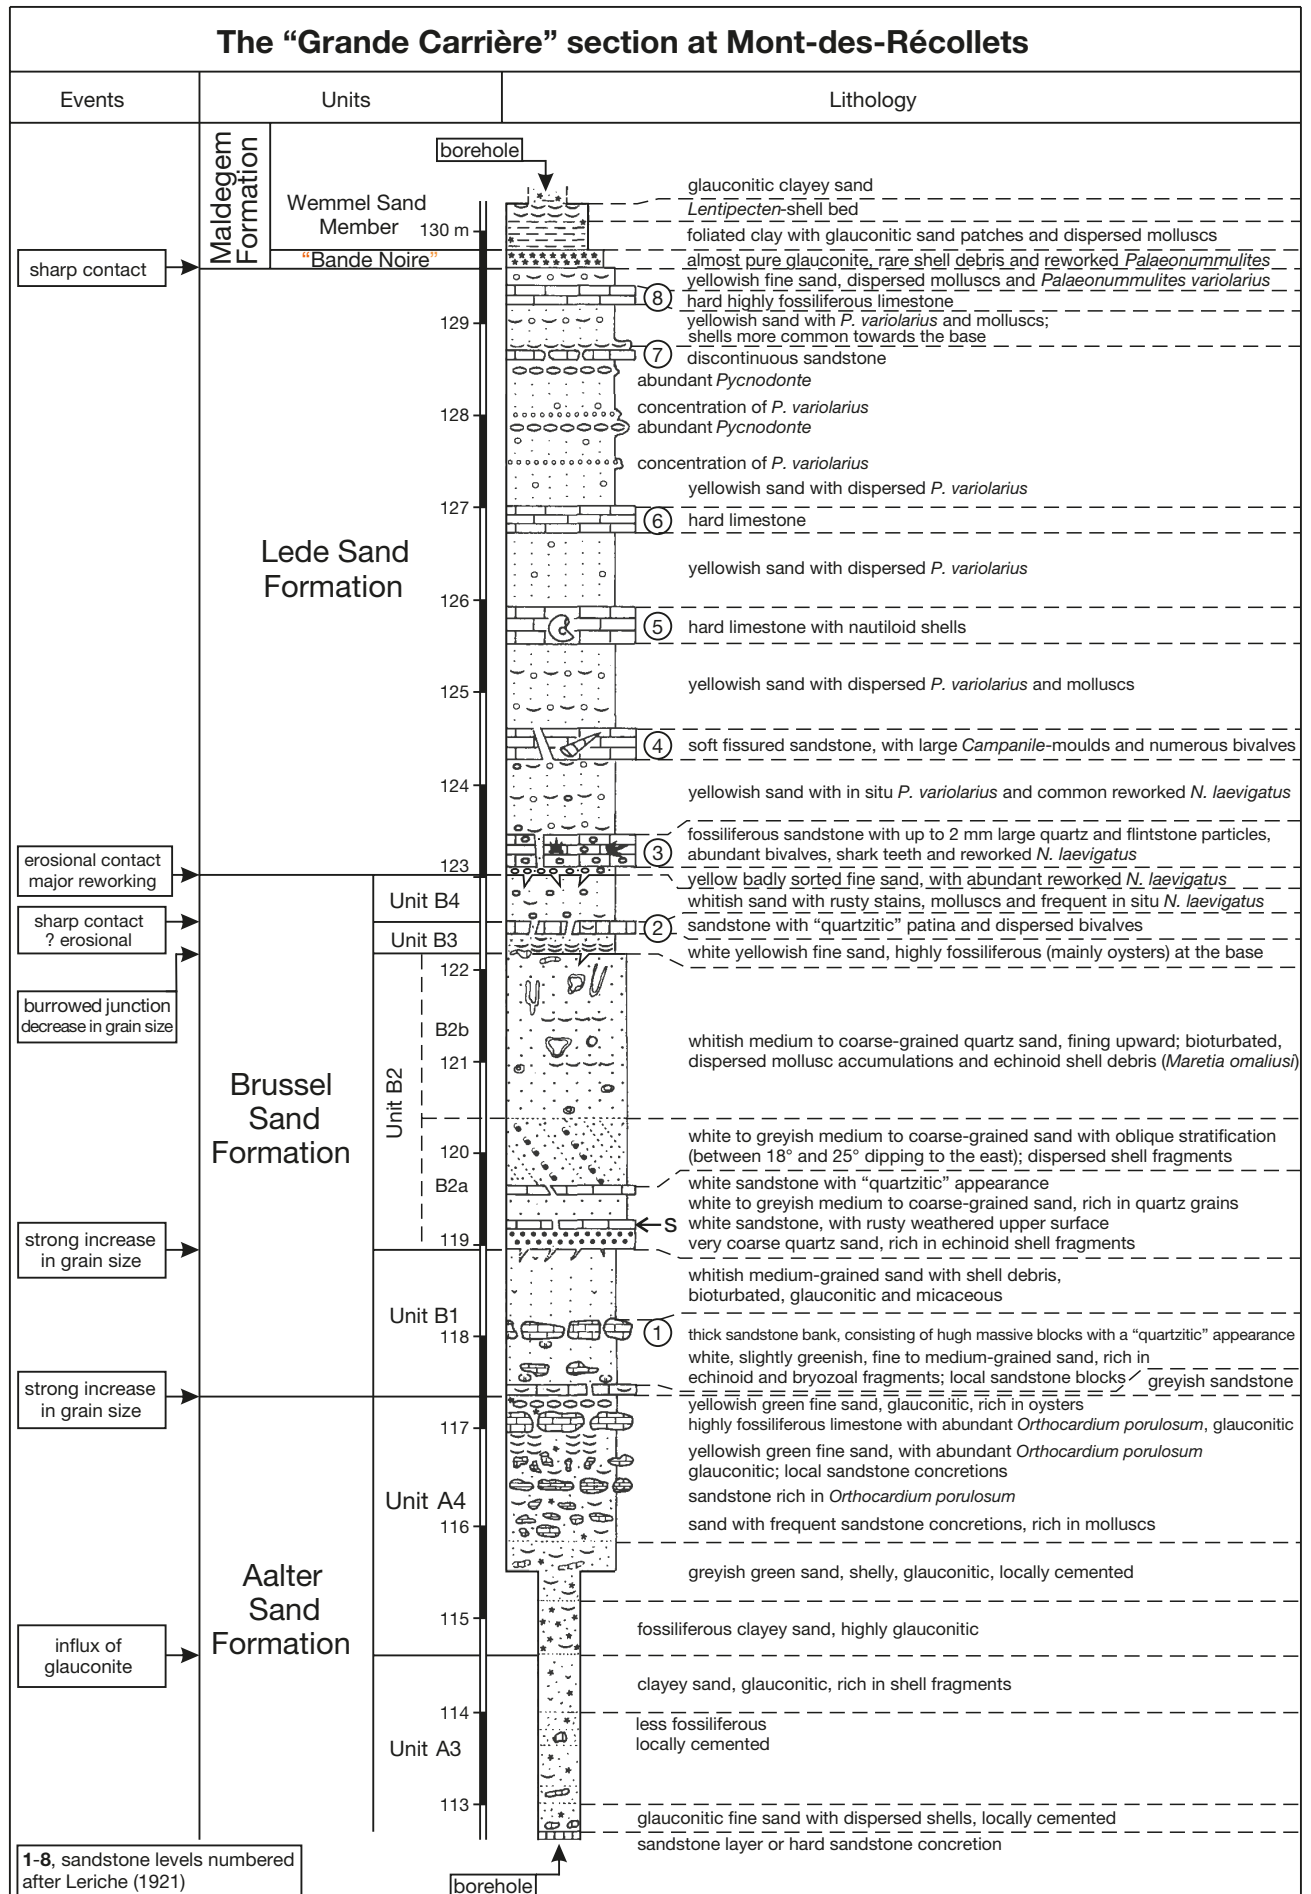 The “Grande Carrière” section at Mont-des-Récollets
Events
Units
Lithology
Maldegem
Formation
borehole
Wemmel Sand
Member
130 m
glauconitic clayey sand
Lentipecten-shell bed
foliated clay with glauconitic sand patches and dispersed molluscs
“Bande Noire”
almost pure glauconite, rare shell debris and reworked Palaeonummulites
sharp contact
yellowish fine sand, dispersed molluscs and Palaeonummulites variolarius
8
hard highly fossiliferous limestone
129
yellowish sand with P. variolarius and molluscs;
shells more common towards the base
7
discontinuous sandstone
abundant Pycnodonte
128
concentration of P. variolarius
abundant Pycnodonte
concentration of P. variolarius
yellowish sand with dispersed P. variolarius
127
6
hard limestone
Lede Sand
Formation
yellowish sand with dispersed P. variolarius
126
5
hard limestone with nautiloid shells
125
yellowish sand with dispersed P. variolarius and molluscs
4
soft fissured sandstone, with large Campanile-moulds and numerous bivalves
124
yellowish sand with in situ P. variolarius and common reworked N. laevigatus
3
fossiliferous sandstone with up to 2 mm large quartz and flintstone particles,
abundant bivalves, shark teeth and reworked N. laevigatus
123
erosional contact
major reworking
yellow badly sorted fine sand, with abundant reworked N. laevigatus
Unit B4
whitish sand with rusty stains, molluscs and frequent in situ N. laevigatus
sharp contact
? erosional
2
sandstone with “quartzitic” patina and dispersed bivalves
Unit B3
white yellowish fine sand, highly fossiliferous (mainly oysters) at the base
122
burrowed junction
decrease in grain size
B2b
whitish medium to coarse-grained quartz sand, fining upward; bioturbated,
dispersed mollusc accumulations and echinoid shell debris (Maretia omaliusi)
121
Brussel
Sand
Formation
Unit B2
120
white to greyish medium to coarse-grained sand with oblique stratification
(between 18° and 25° dipping to the east); dispersed shell fragments
B2a
white sandstone with “quartzitic” appearance
white to greyish medium to coarse-grained sand, rich in quartz grains
S
white sandstone, with rusty weathered upper surface
119
very coarse quartz sand, rich in echinoid shell fragments
strong increase
in grain size
whitish medium-grained sand with shell debris,
bioturbated, glauconitic and micaceous
Unit B1
118
1
thick sandstone bank, consisting of hugh massive blocks with a “quartzitic” appearance
white, slightly greenish, fine to medium-grained sand, rich in
echinoid and bryozoal fragments; local sandstone blocks
greyish sandstone
strong increase
in grain size
yellowish green fine sand, glauconitic, rich in oysters
117
highly fossiliferous limestone with abundant Orthocardium porulosum, glauconitic
yellowish green fine sand, with abundant Orthocardium porulosum
glauconitic; local sandstone concretions
Unit A4
sandstone rich in Orthocardium porulosum
116
sand with frequent sandstone concretions, rich in molluscs
Aalter
Sand
Formation
greyish green sand, shelly, glauconitic, locally cemented
115
fossiliferous clayey sand, highly glauconitic
influx of
glauconite
clayey sand, glauconitic, rich in shell fragments
114
less fossiliferous
locally cemented
Unit A3
113
glauconitic fine sand with dispersed shells, locally cemented
sandstone layer or hard sandstone concretion
1-8, sandstone levels numbered
after Leriche (1921)
borehole